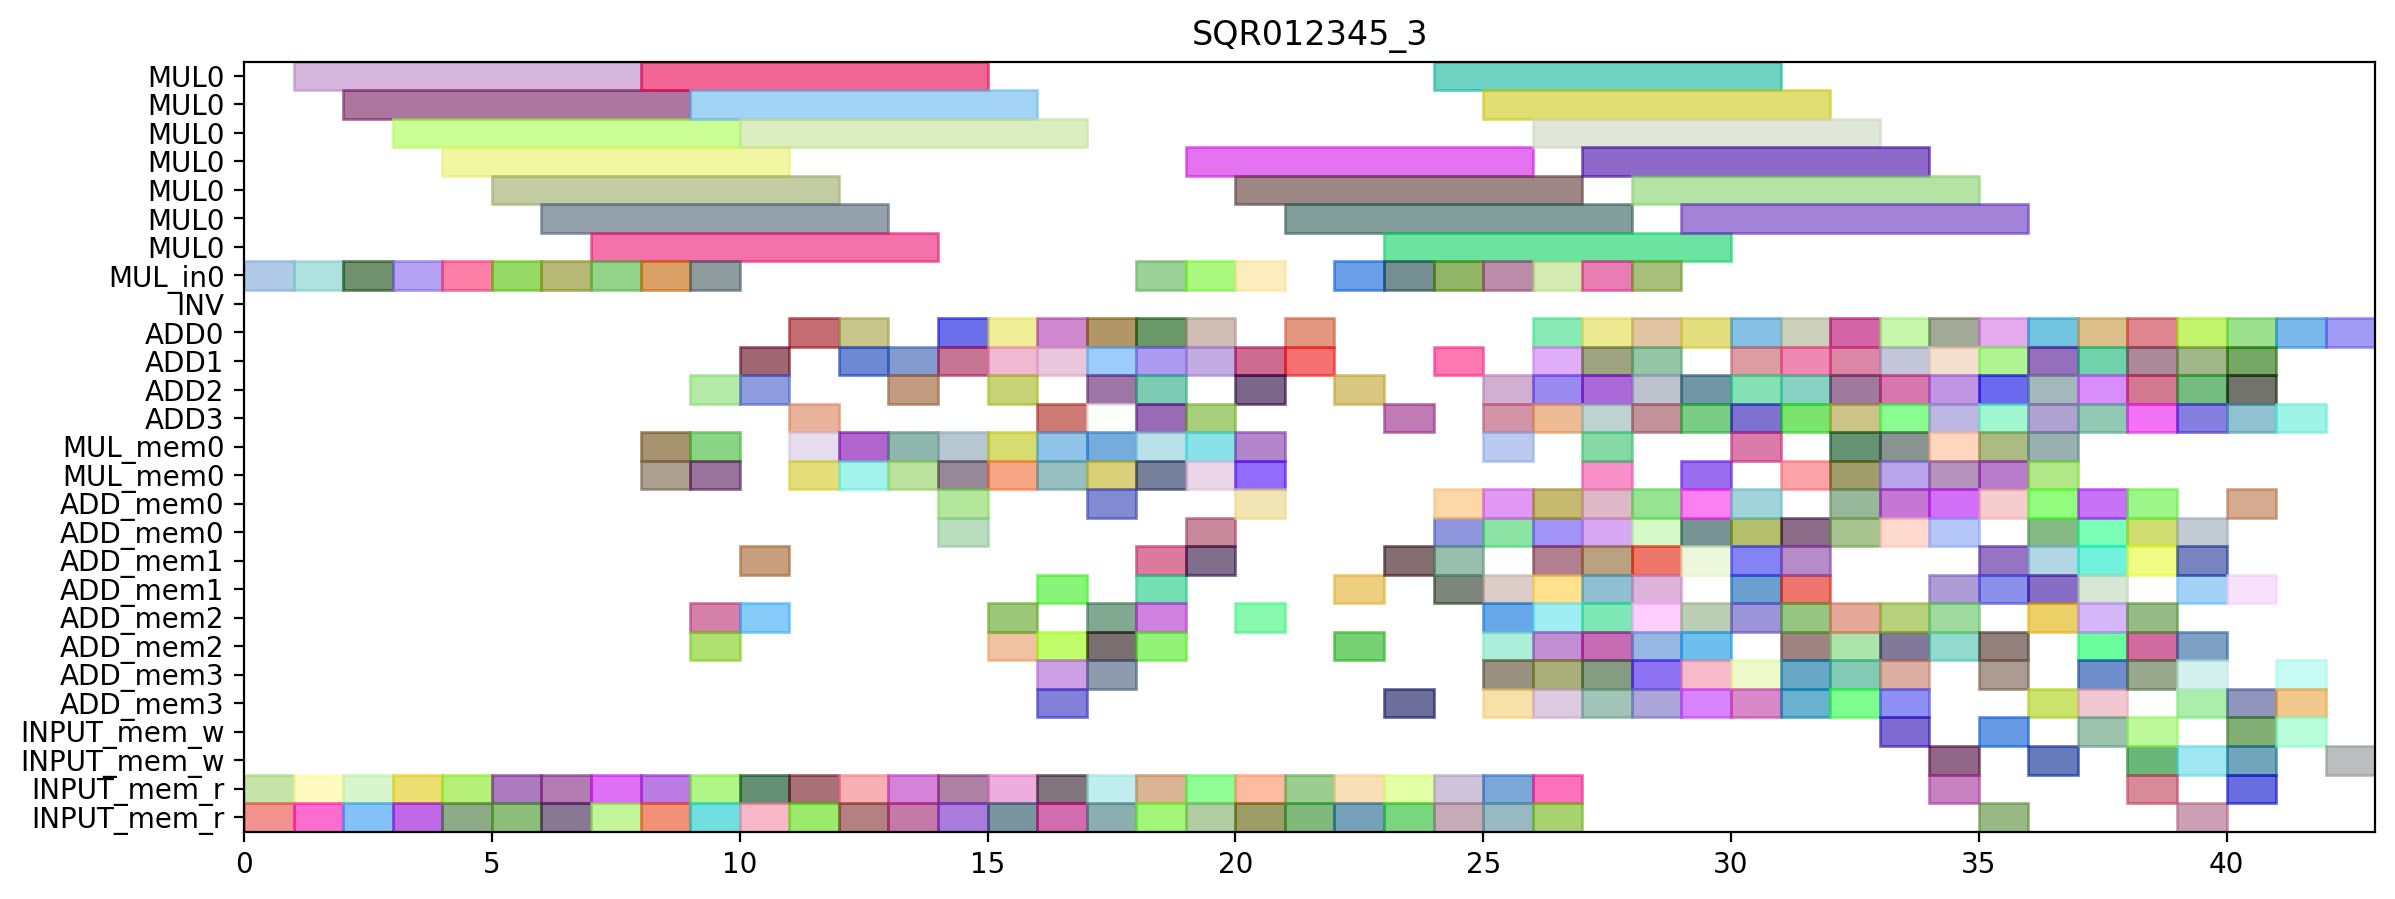 SQR012345_3
MUL0
MUL0
MUL0
MUL0
MUL0
MUL0
MUL0
MUL_in0
INV
ADD0
ADD1
ADD2
ADD3
MUL_mem0
MUL_mem0
ADD_mem0
ADD_mem0
ADD_mem1
ADD_mem1
ADD_mem2
ADD_mem2
ADD_mem3
ADD_mem3
INPUT_mem_w
INPUT_mem_w
INPUT_mem_r
INPUT_mem_r
0 5 10 15 20 25 30 35 40